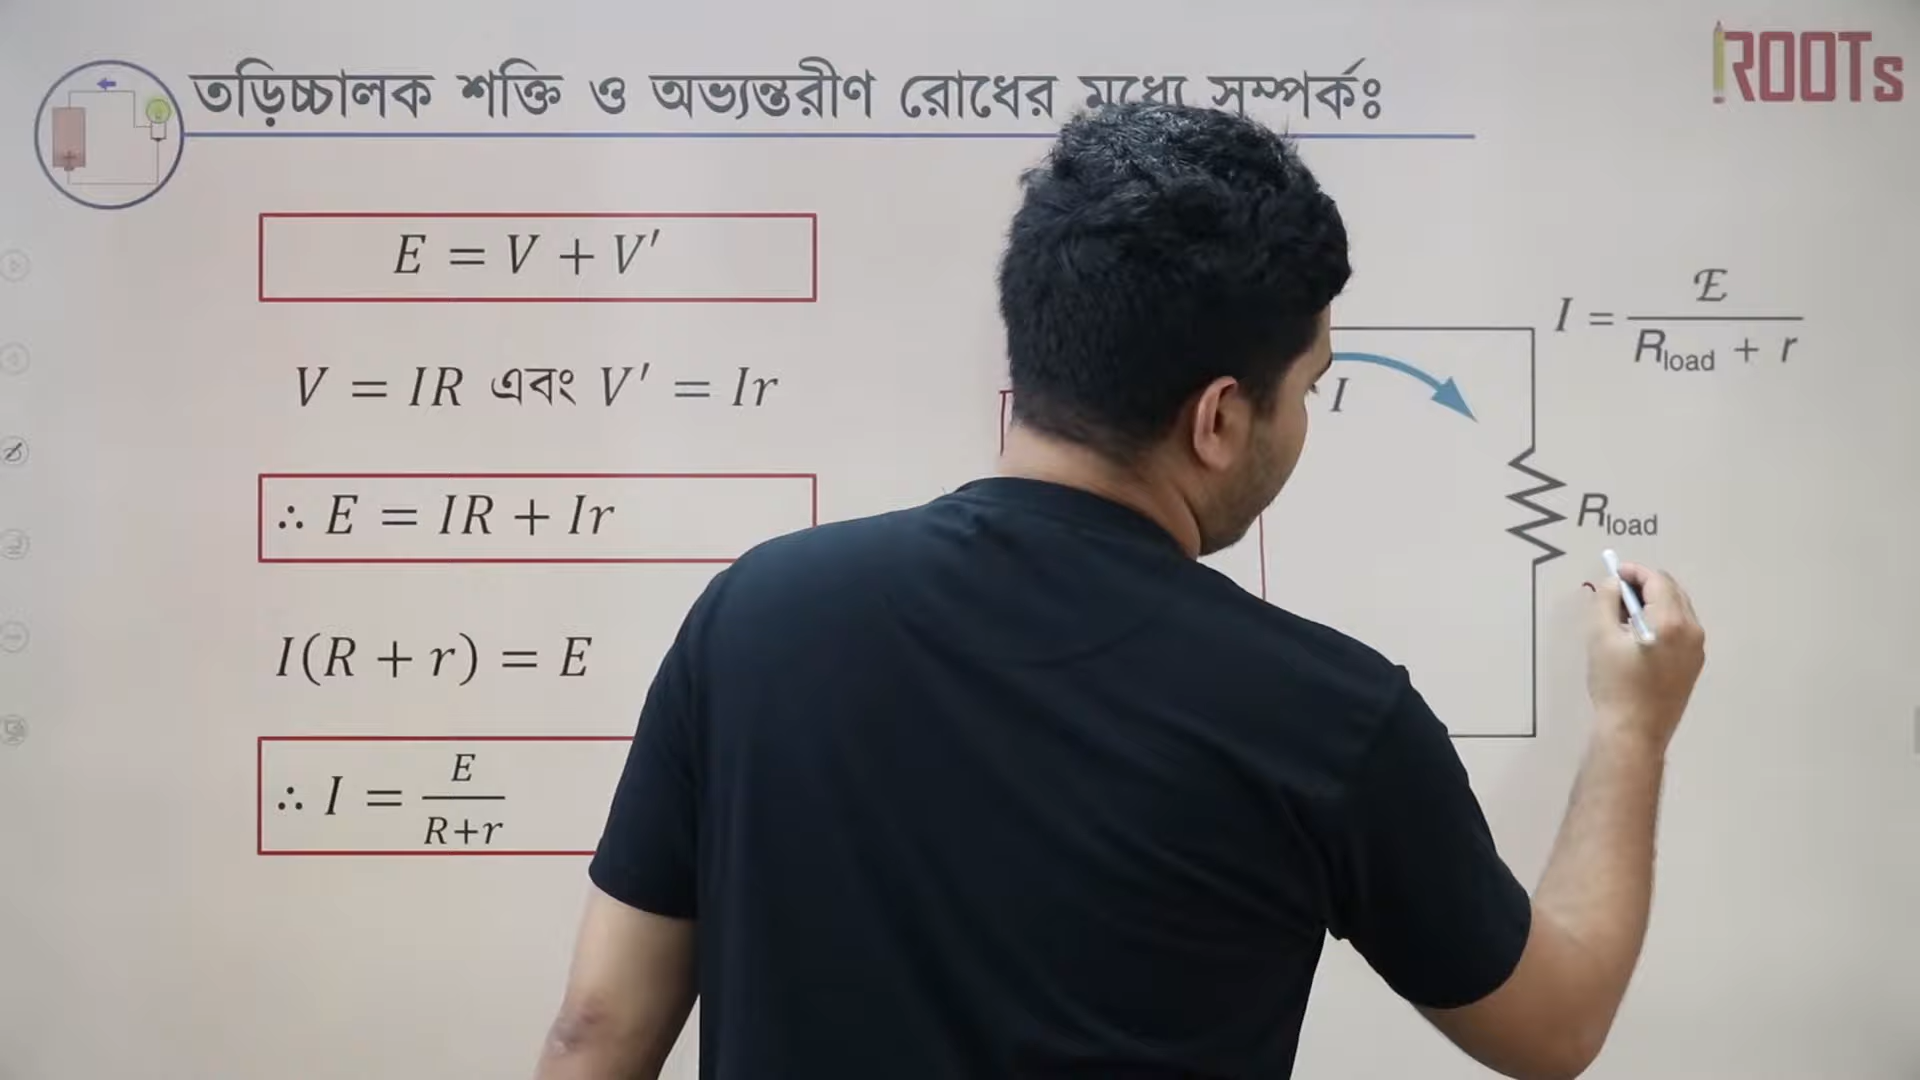 তড়িচ্চালক শক্তি ও অভ্যন্তরীণ রোধের মধ্যে সম্পর্কঃ
ROOTs
E = V + V′
V = IR এবং V′ = Ir
∴ E = IR + Ir
I(R + r) = E
∴ I = E/(R+r)
I = ℰ/(R_load + r)
I
R_load